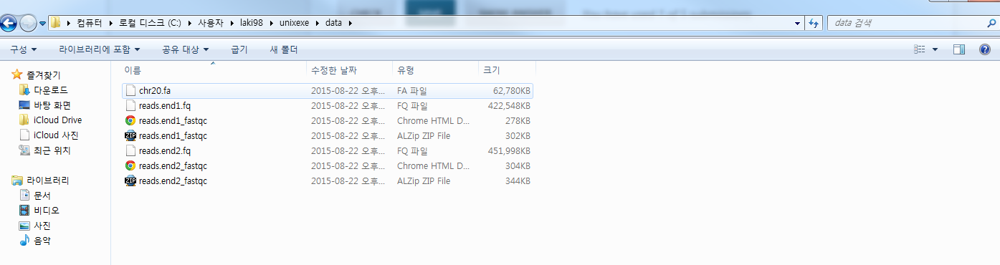 컴퓨터 로컬 디스크 (C:) 사용자 laki98 unixexe data data 검색
구성 라이브러리에 포함 공유 대상 굽기 새 폴더
즐겨찾기
다운로드
바탕 화면
iCloud Drive
iCloud 사진
최근 위치
라이브러리
문서
비디오
사진
음악
이름 수정한 날짜 유형 크기
chr20.fa 2015-08-22 오후... FA 파일 62,780KB
reads.end1.fq 2015-08-22 오후... FQ 파일 422,548KB
reads.end1_fastqc 2015-08-22 오후... Chrome HTML D... 278KB
reads.end1_fastqc 2015-08-22 오후... ALZip ZIP File 302KB
reads.end2.fq 2015-08-22 오후... FQ 파일 451,998KB
reads.end2_fastqc 2015-08-22 오후... Chrome HTML D... 304KB
reads.end2_fastqc 2015-08-22 오후... ALZip ZIP File 344KB